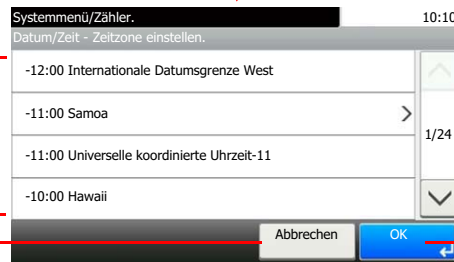 Systemmenü/Zähler. 10:10
Datum/Zeit - Zeitzone einstellen.
-12:00 Internationale Datumsgrenze West
-11:00 Samoa
1/24
-11:00 Universelle koordinierte Uhrzeit-11
-10:00 Hawaii
Abbrechen OK